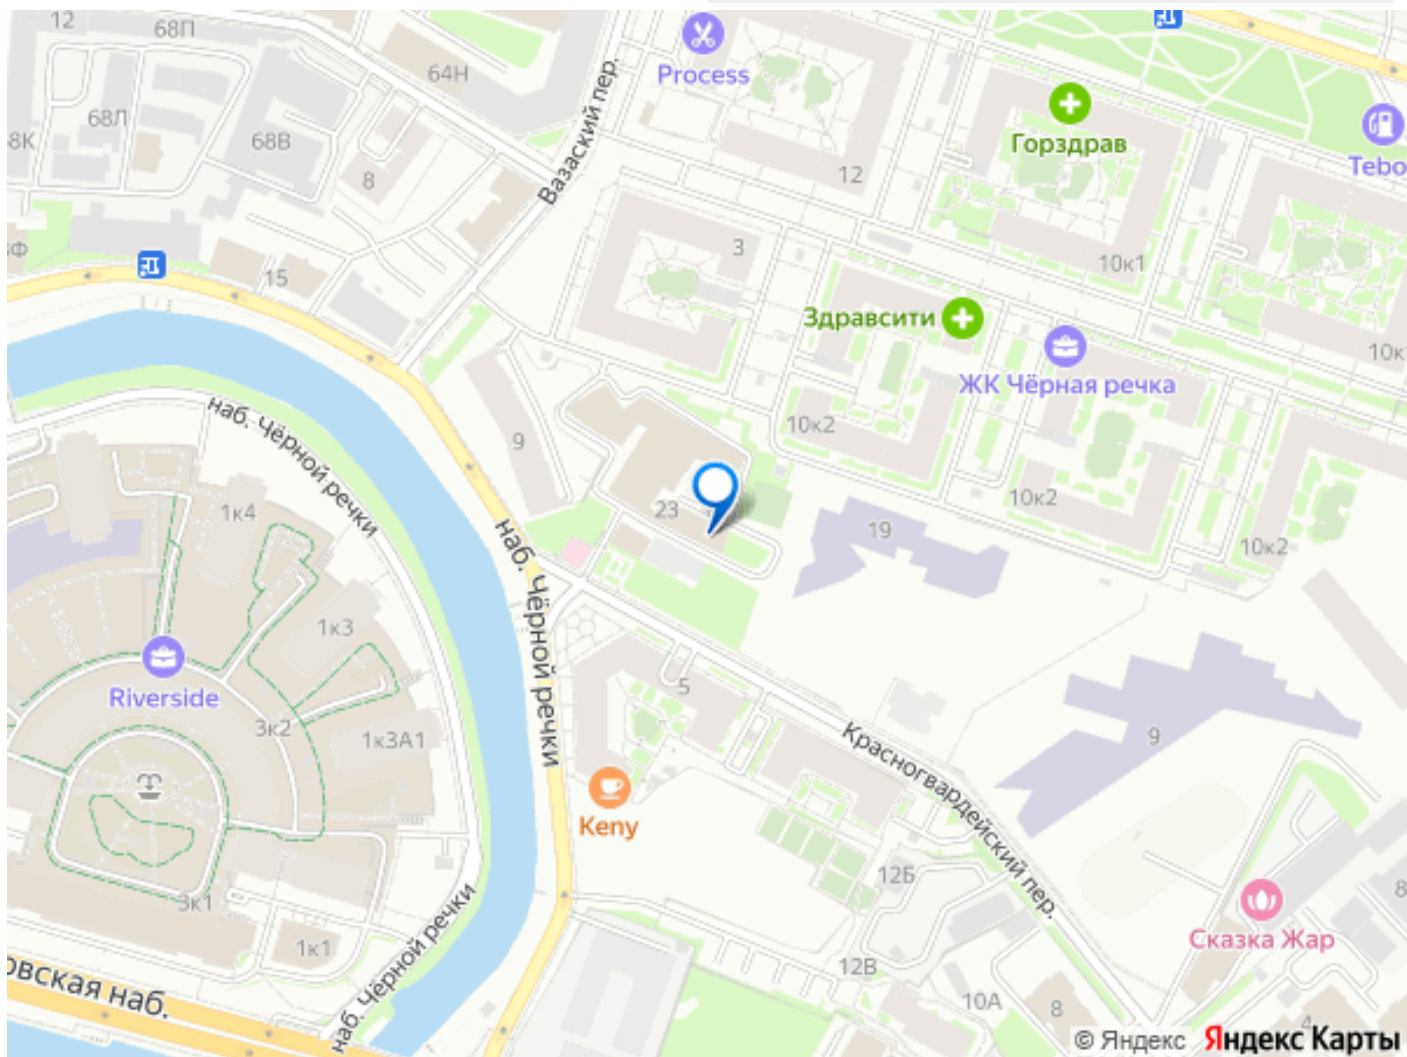 12
68П
64Н
Process
Вазаский пер.
68Л
68В
8
Горздрав
Tebo
12
10к1
3
15
Здравсити
ЖК Чёрная речка
10к
наб. Чёрной речки
9
10к2
10к2
10к2
1к4
23
19
наб. Чёрной речки
1к3
Riverside
3к2
1к3А1
5
Красногвардейский пер.
9
Keny
12Б
8
3к1
1к1
наб. Чёрной речки
Сказка Жар
12В
10А
8
4
овская наб.
© Яндекс Яндекс Карты